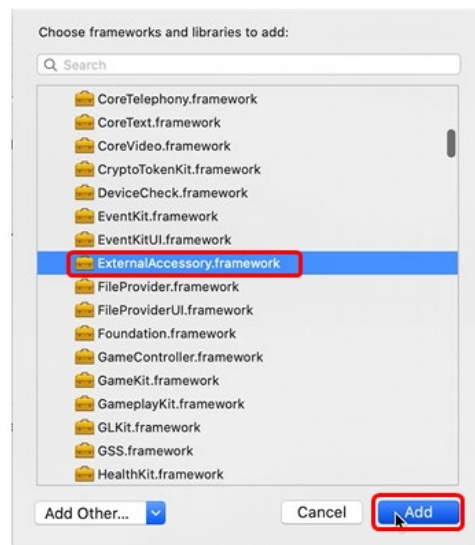 Choose frameworks and libraries to add:
Search
CoreTelephony.framework
CoreText.framework
CoreVideo.framework
CryptoTokenKit.framework
DeviceCheck.framework
EventKit.framework
EventKitUI.framework
ExternalAccessory.framework
FileProvider.framework
FileProviderUI.framework
Foundation.framework
GameController.framework
GameKit.framework
GameplayKit.framework
GLKit.framework
GSS.framework
HealthKit.framework
Add Other... Cancel Add